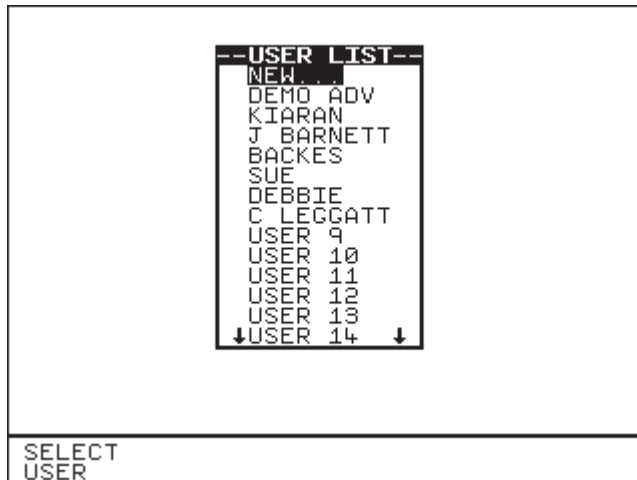 --USER LIST--
NEW...
DEMO ADV
KIARAN
J BARNETT
BACKES
SUE
DEBBIE
C LEGGATT
USER 9
USER 10
USER 11
USER 12
USER 13
↓USER 14 ↓
SELECT
USER